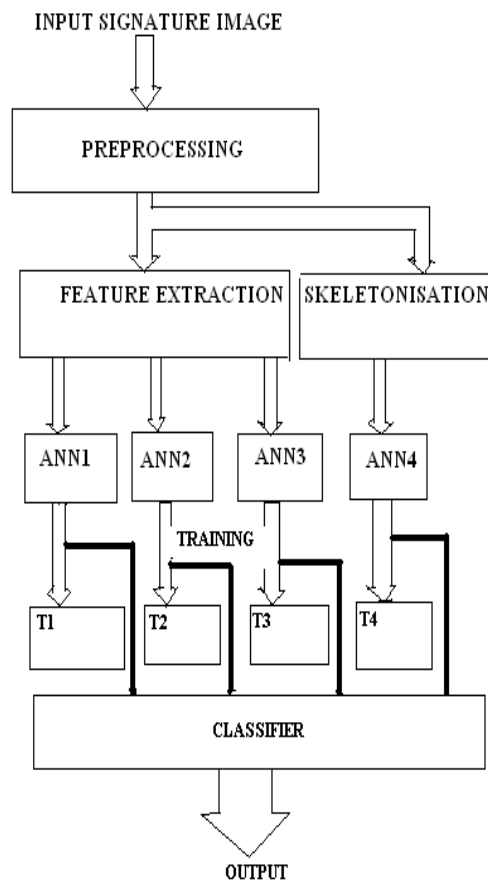 INPUT SIGNATURE IMAGE
PREPROCESSING
FEATURE EXTRACTION
SKELETONISATION
ANN1
ANN2
ANN3
ANN4
TRAINING
T1
T2
T3
T4
CLASSIFIER
OUTPUT